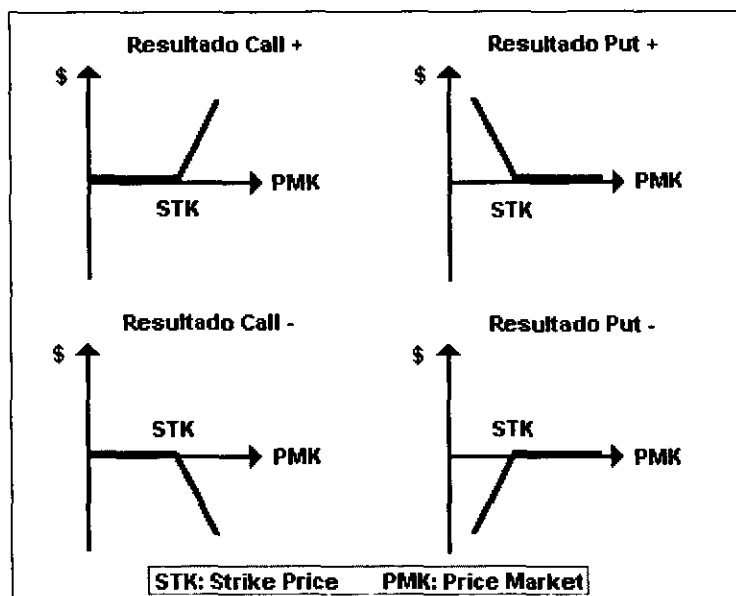 Resultado Call +
$
PMK
STK
Resultado Put +
$
PMK
STK
Resultado Call -
$
STK
PMK
Resultado Put -
$
STK
PMK
STK: Strike Price PMK: Price Market